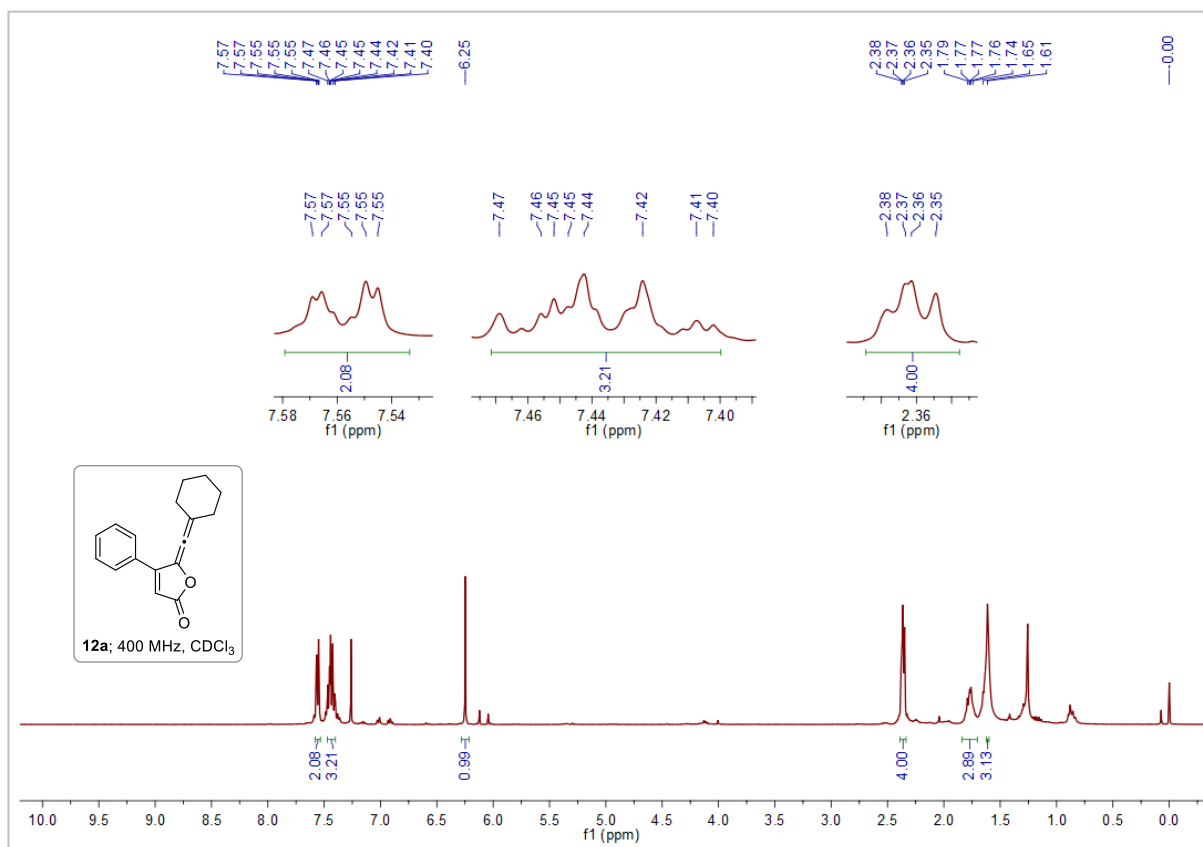 7.57 7.57 7.55 7.55 7.55 7.47 7.46 7.45 7.45 7.44 7.42 7.41 7.40 6.25 2.38 2.37 2.36 2.35 1.79 1.77 1.77 1.76 1.74 1.65 1.61 -0.00
7.57 7.57 7.55 7.55 7.55 7.47 7.46 7.45 7.45 7.44 7.42 7.41 7.40 2.38 2.37 2.36 2.35
2.08 3.21 4.00
7.58 7.56 7.54 7.46 7.44 7.42 7.40 2.36
f1 (ppm) f1 (ppm) f1 (ppm)
O
O
12a; 400 MHz, CDCl₃
2.08 3.21 0.99 4.00 2.89 3.13
10.0 9.5 9.0 8.5 8.0 7.5 7.0 6.5 6.0 5.5 5.0 4.5 4.0 3.5 3.0 2.5 2.0 1.5 1.0 0.5 0.0
f1 (ppm)